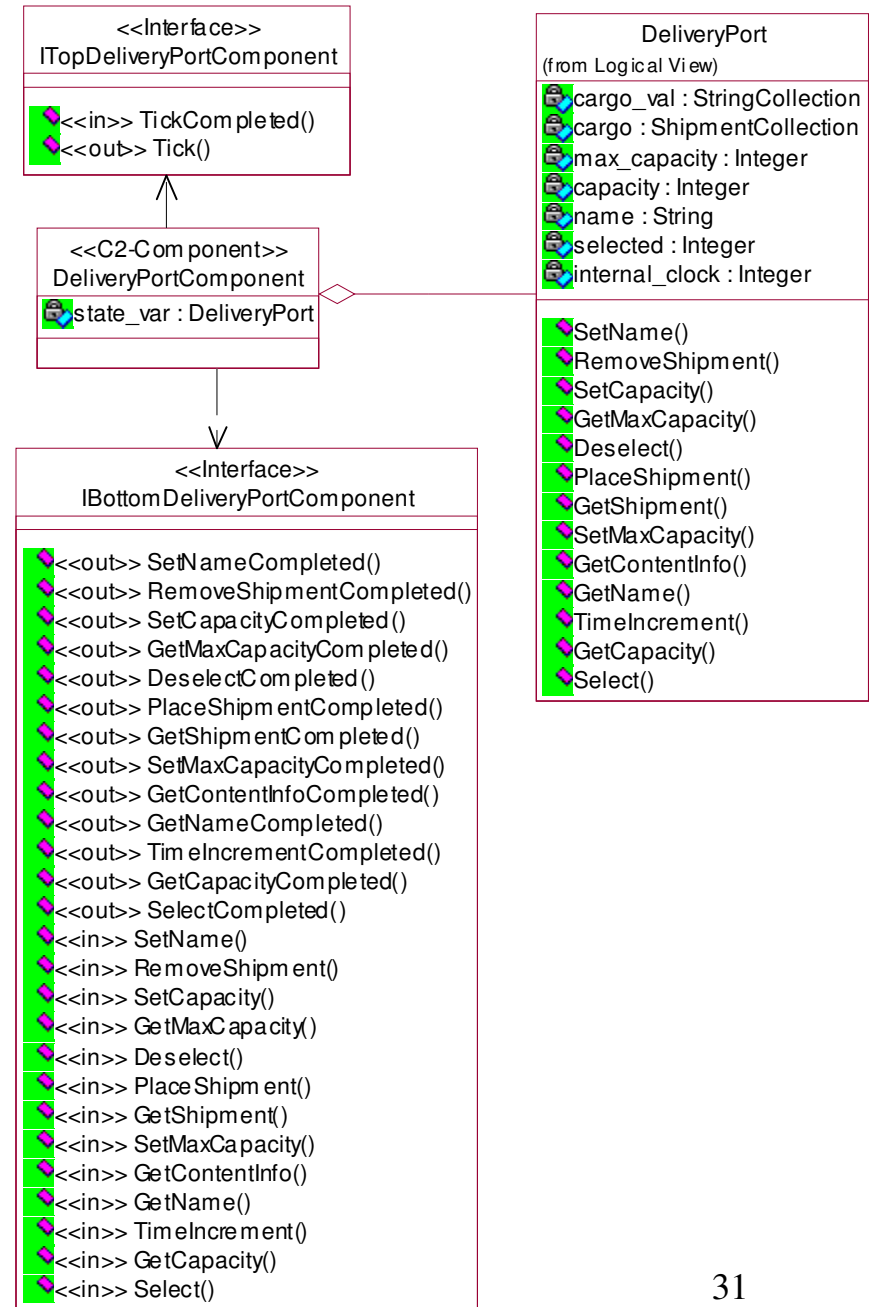 <<Interface>>
ITopDeliveryPortComponent
<<in>> TickCompleted()
<<out>> Tick()
<<C2-Component>>
DeliveryPortComponent
state_var : DeliveryPort
<<Interface>>
IBottomDeliveryPortComponent
<<out>> SetNameCompleted()
<<out>> RemoveShipmentCompleted()
<<out>> SetCapacityCompleted()
<<out>> GetMaxCapacityCompleted()
<<out>> DeselectCompleted()
<<out>> PlaceShipmentCompleted()
<<out>> GetShipmentCompleted()
<<out>> SetMaxCapacityCompleted()
<<out>> GetContentInfoCompleted()
<<out>> GetNameCompleted()
<<out>> TimeIncrementCompleted()
<<out>> GetCapacityCompleted()
<<out>> SelectCompleted()
<<in>> SetName()
<<in>> RemoveShipment()
<<in>> SetCapacity()
<<in>> GetMaxCapacity()
<<in>> Deselect()
<<in>> PlaceShipment()
<<in>> GetShipment()
<<in>> SetMaxCapacity()
<<in>> GetContentInfo()
<<in>> GetName()
<<in>> TimeIncrement()
<<in>> GetCapacity()
<<in>> Select()
DeliveryPort
(from Logical View)
cargo_val : StringCollection
cargo : ShipmentCollection
max_capacity : Integer
capacity : Integer
name : String
selected : Integer
internal_clock : Integer
SetName()
RemoveShipment()
SetCapacity()
GetMaxCapacity()
Deselect()
PlaceShipment()
GetShipment()
SetMaxCapacity()
GetContentInfo()
GetName()
TimeIncrement()
GetCapacity()
Select()
31